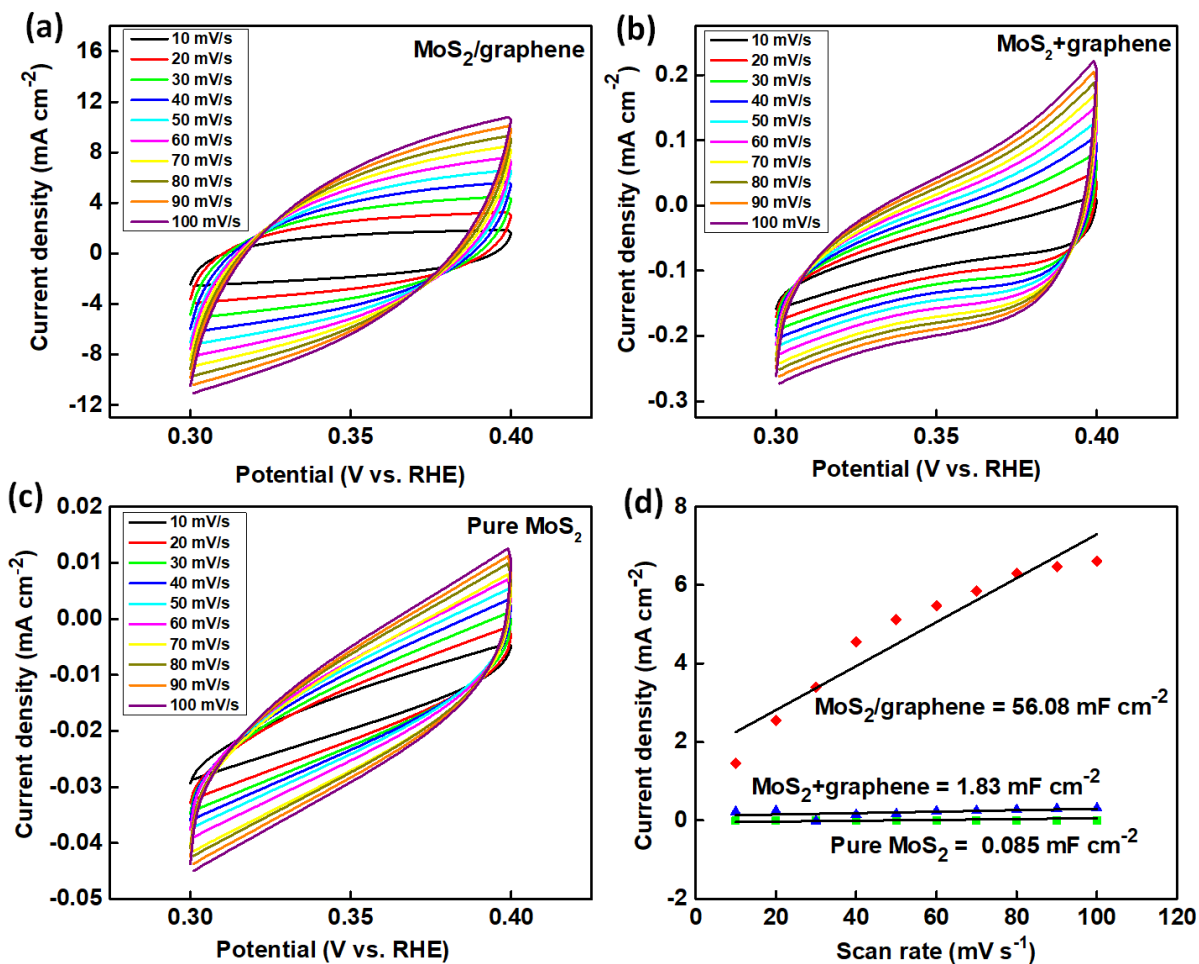 (a)
MoS2/graphene
10 mV/s
20 mV/s
30 mV/s
40 mV/s
50 mV/s
60 mV/s
70 mV/s
80 mV/s
90 mV/s
100 mV/s
16
12
8
4
0
-4
-8
-12
Current density (mA cm-2)
0.30 0.35 0.40
Potential (V vs. RHE)
(b)
MoS2+graphene
10 mV/s
20 mV/s
30 mV/s
40 mV/s
50 mV/s
60 mV/s
70 mV/s
80 mV/s
90 mV/s
100 mV/s
0.2
0.1
0.0
-0.1
-0.2
-0.3
Current density (mA cm-2)
0.30 0.35 0.40
Potential (V vs. RHE)
(c)
Pure MoS2
10 mV/s
20 mV/s
30 mV/s
40 mV/s
50 mV/s
60 mV/s
70 mV/s
80 mV/s
90 mV/s
100 mV/s
0.02
0.01
0.00
-0.01
-0.02
-0.03
-0.04
-0.05
Current density (mA cm-2)
0.30 0.35 0.40
Potential (V vs. RHE)
(d)
8
6
4
2
0
-2
Current density (mA cm-2)
MoS2/graphene = 56.08 mF cm-2
MoS2+graphene = 1.83 mF cm-2
Pure MoS2 = 0.085 mF cm-2
0 20 40 60 80 100 120
Scan rate (mV s-1)